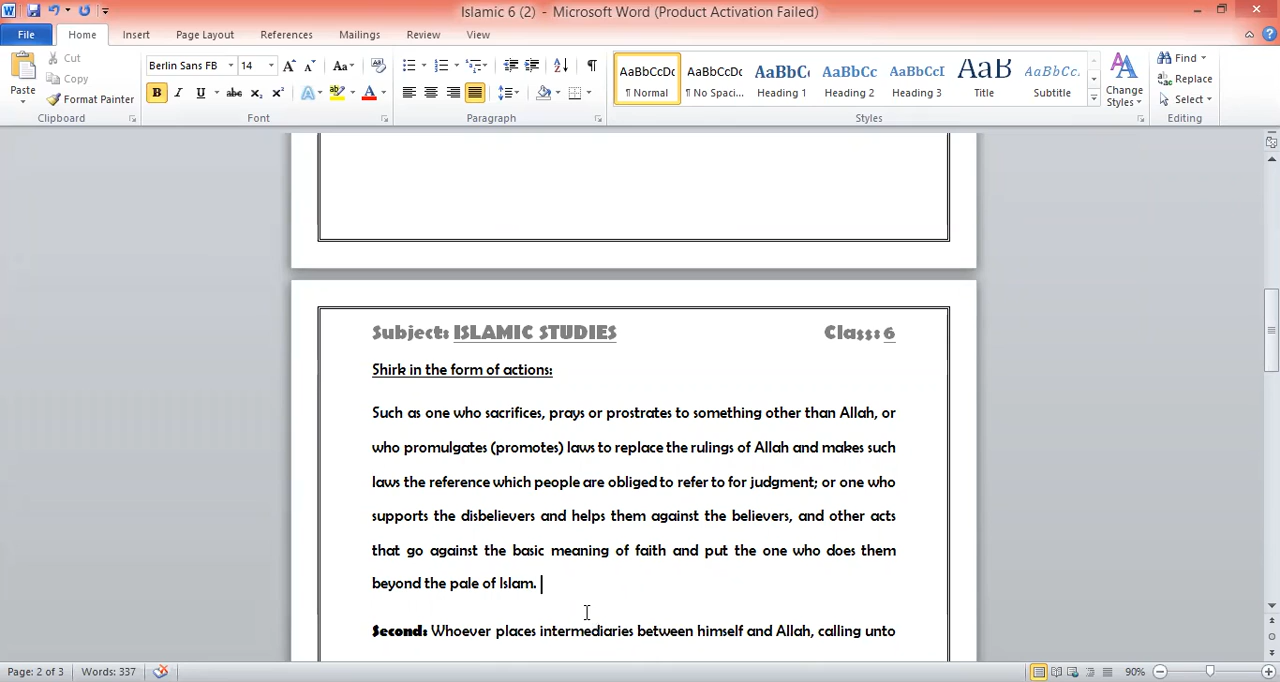 Islamic 6 (2) - Microsoft Word (Product Activation Failed)
File Home Insert Page Layout References Mailings Review View
Paste
Cut
Copy
Format Painter
Clipboard
Berlin Sans FB 14
Font
Paragraph
AaBbCcDc AaBbCcDc AaBbCc AaBbCc AaBbCcI AaB AaBbCc.
¶ Normal ¶ No Spaci... Heading 1 Heading 2 Heading 3 Title Subtitle
Change
Styles
Styles
Find
Replace
Select
Editing
Subject: ISLAMIC STUDIES Class: 6
Shirk in the form of actions:
Such as one who sacrifices, prays or prostrates to something other than Allah, or
who promulgates (promotes) laws to replace the rulings of Allah and makes such
laws the reference which people are obliged to refer to for judgment; or one who
supports the disbelievers and helps them against the believers, and other acts
that go against the basic meaning of faith and put the one who does them
beyond the pale of Islam.
Second: Whoever places intermediaries between himself and Allah, calling unto
Page: 2 of 3 Words: 337 90%